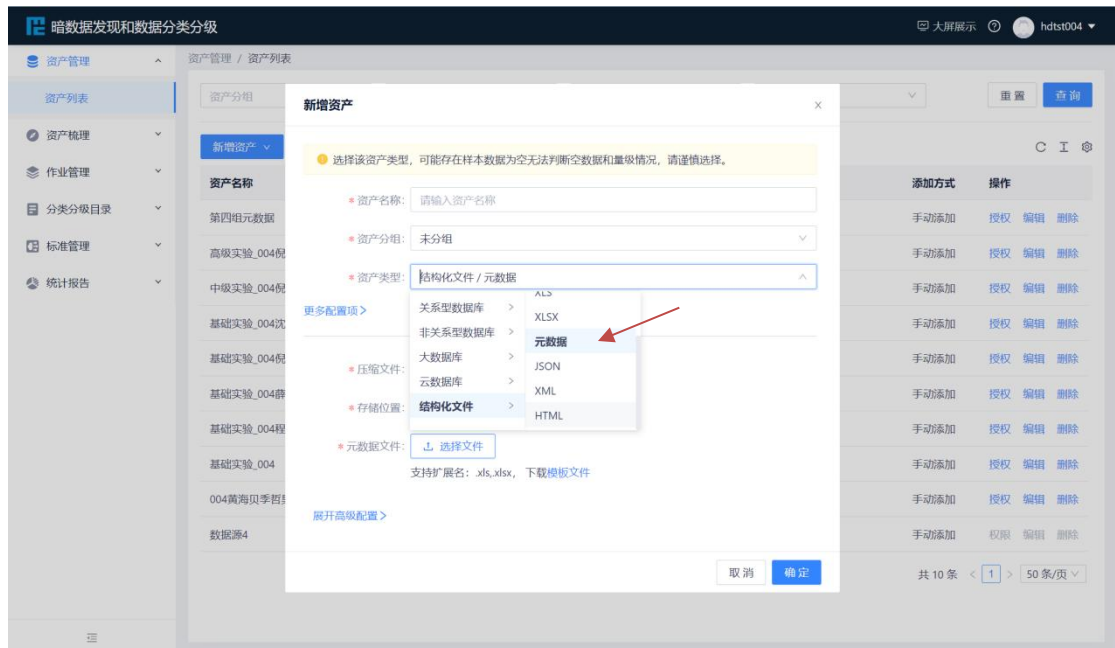 暗数据发现和数据分类分级
大屏展示
hdtst004
资产管理
资产列表
资产梳理
作业管理
分类分级目录
标准管理
统计报告
资产管理 / 资产列表
资产分组
重 置
查 询
新增资产
资产名称
添加方式
操作
第四组元数据
手动添加 授权 编辑 删除
高级实验_004倪
手动添加 授权 编辑 删除
中级实验_004倪
手动添加 授权 编辑 删除
基础实验_004沈
手动添加 授权 编辑 删除
基础实验_004倪
手动添加 授权 编辑 删除
基础实验_004薛
手动添加 授权 编辑 删除
基础实验_004程
手动添加 授权 编辑 删除
基础实验_004
手动添加 授权 编辑 删除
004黄海贝季哲
手动添加 授权 编辑 删除
数据源4
手动添加 权限 编辑 删除
共 10 条 < 1 > 50 条/页
新增资产
选择该资产类型，可能存在样本数据为空无法判断空数据和量级情况，请谨慎选择。
* 资产名称: 请输入资产名称
* 资产分组: 未分组
* 资产类型: 结构化文件 / 元数据
更多配置项 >
关系型数据库 >
非关系型数据库 >
大数据库 >
云数据库 >
结构化文件 >
XLS
XLSX
元数据
JSON
XML
HTML
* 压缩文件:
* 存储位置:
* 元数据文件: 选择文件
支持扩展名：.xls,.xlsx， 下载模板文件
展开高级配置 >
取 消
确 定